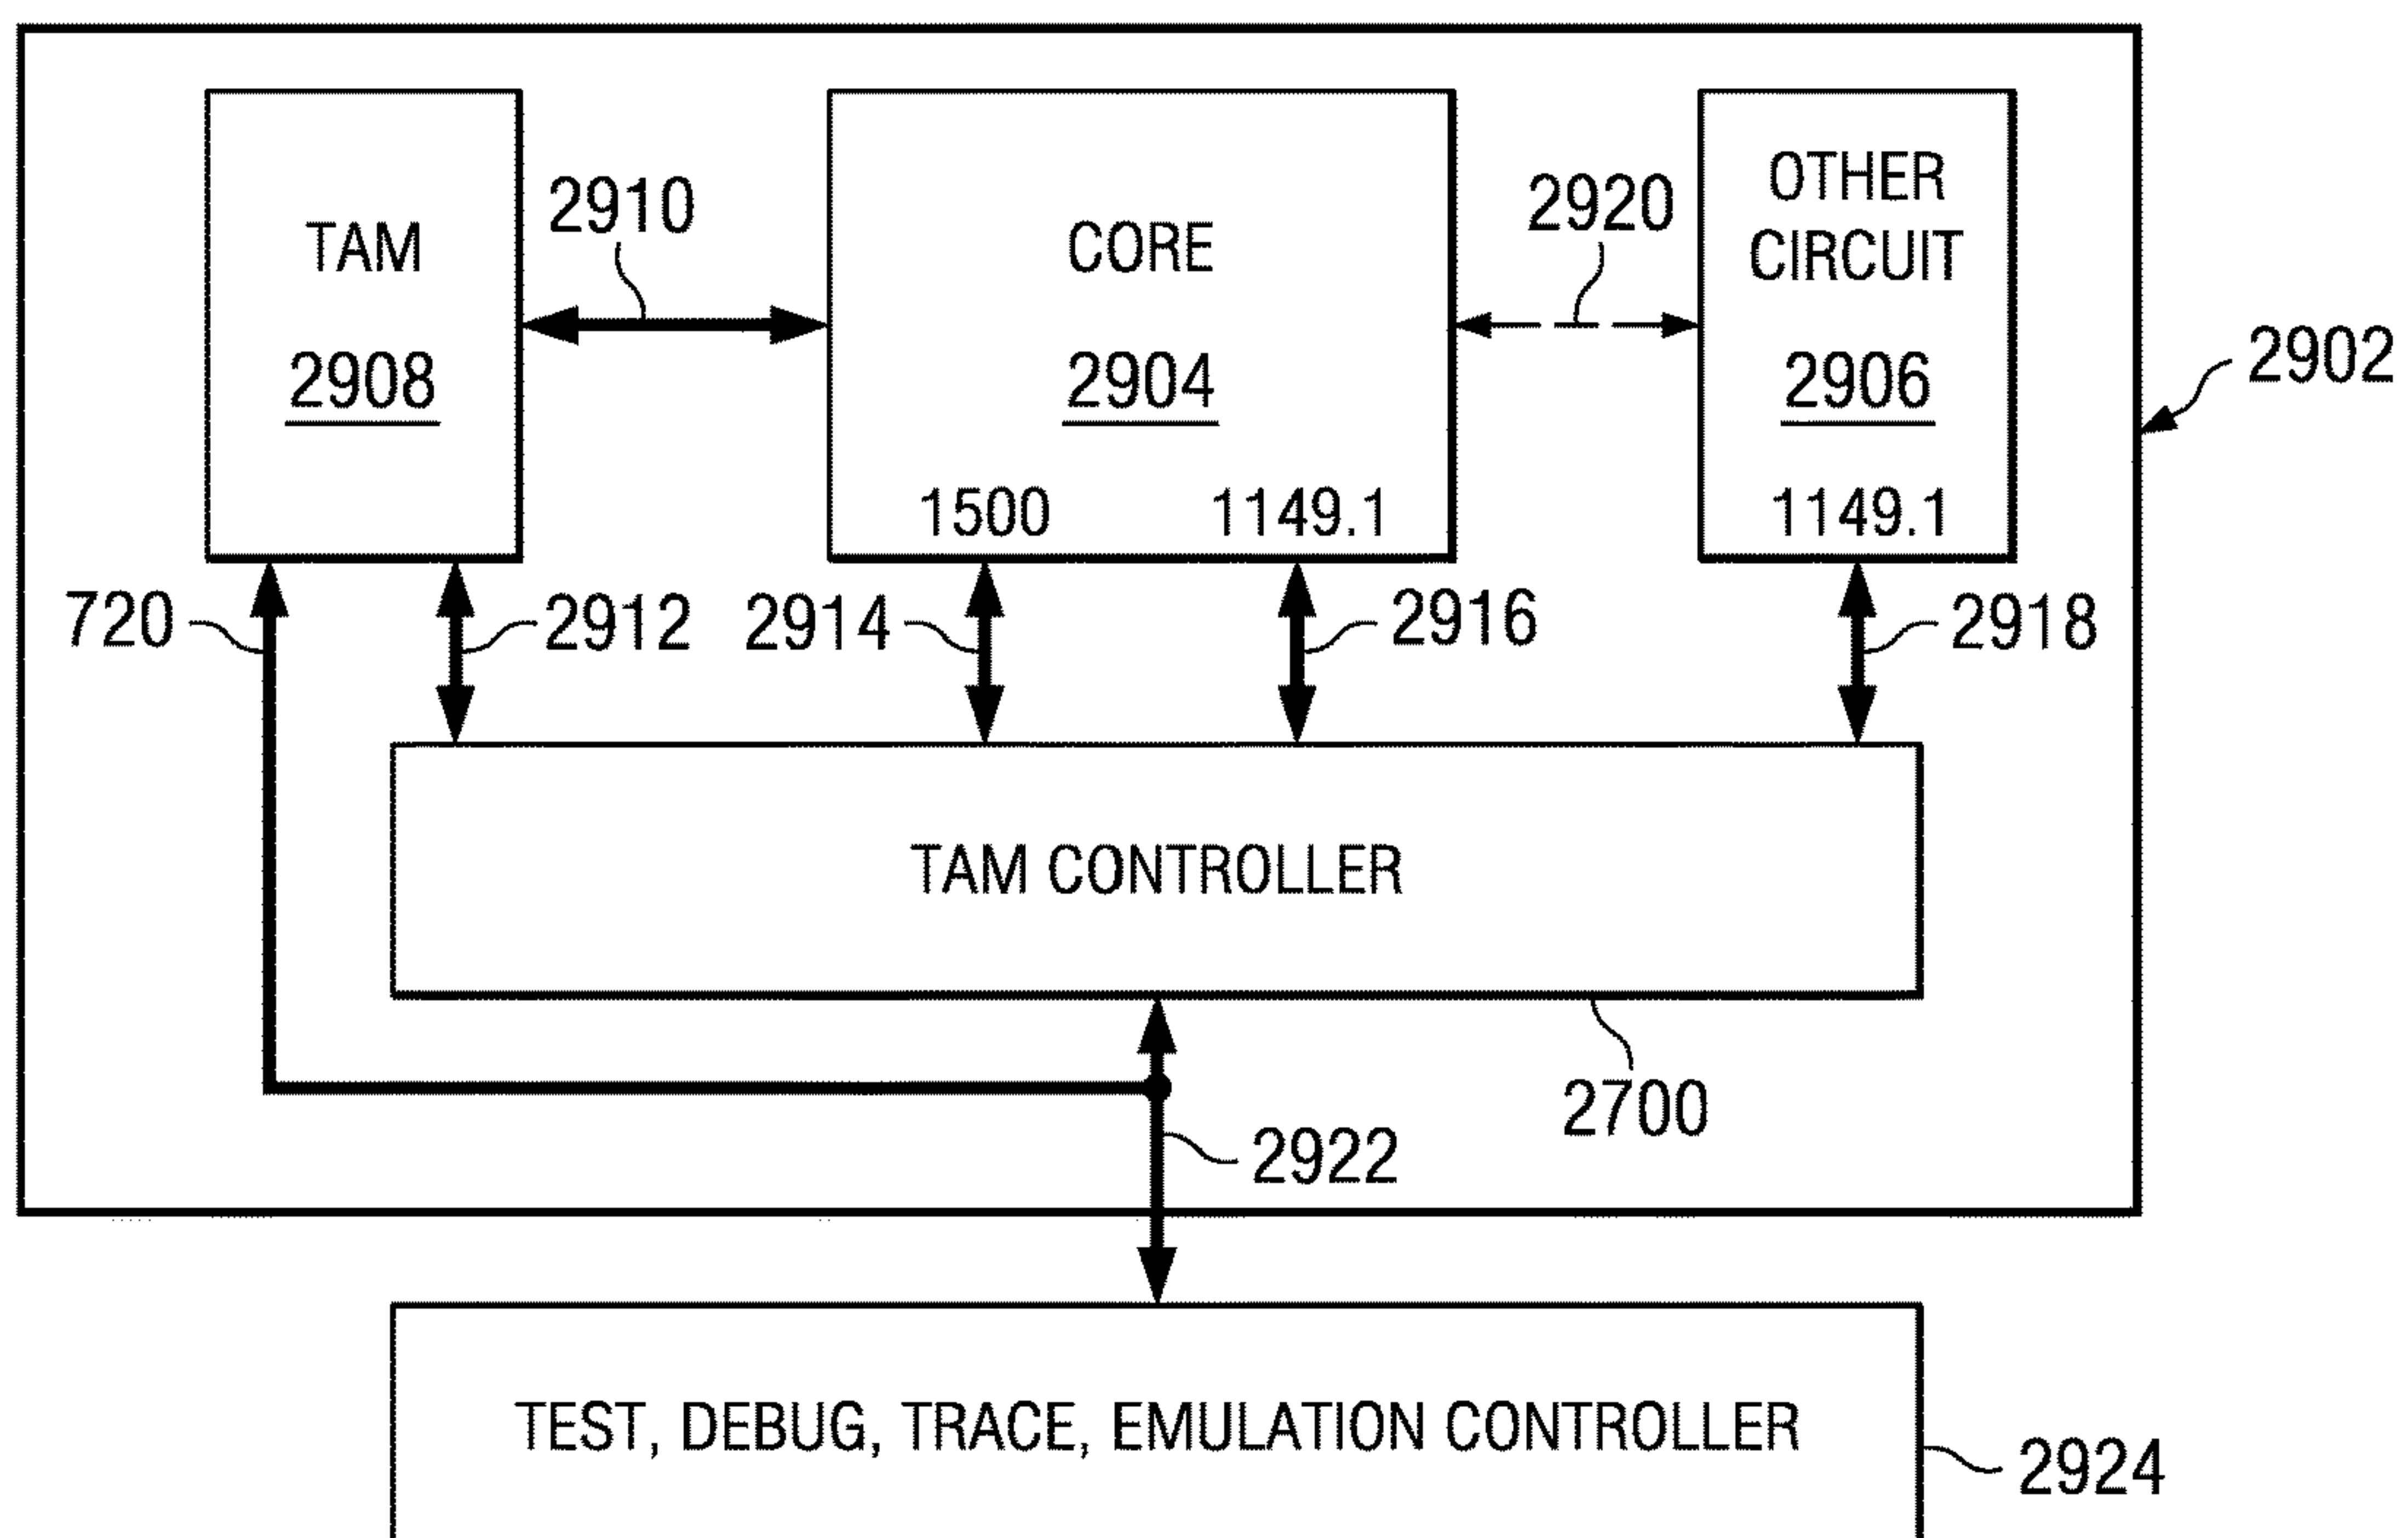 TAM
2908
2910
CORE
2904
1500 1149.1
2920
OTHER
CIRCUIT
2906
1149.1
2902
720
2912
2914
2916
2918
TAM CONTROLLER
2700
2922
TEST, DEBUG, TRACE, EMULATION CONTROLLER
2924